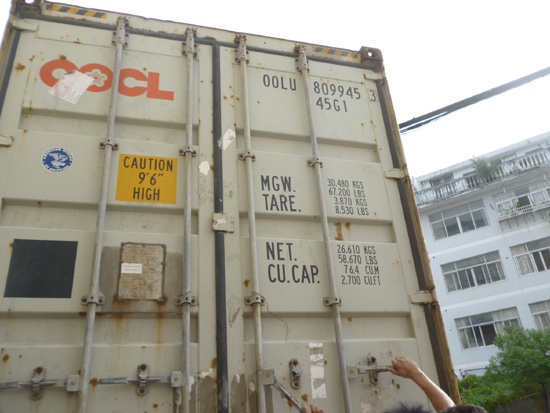 OOCL
OOLU 809945 3
45G1
CAUTION
9'6"
HIGH
MGW. 30.480 KGS
67.200 LBS
TARE. 3.870 KGS
8.530 LBS
NET. 26.610 KGS
58.670 LBS
CU.CAP. 76.4 CU.M
2.700 CU.FT